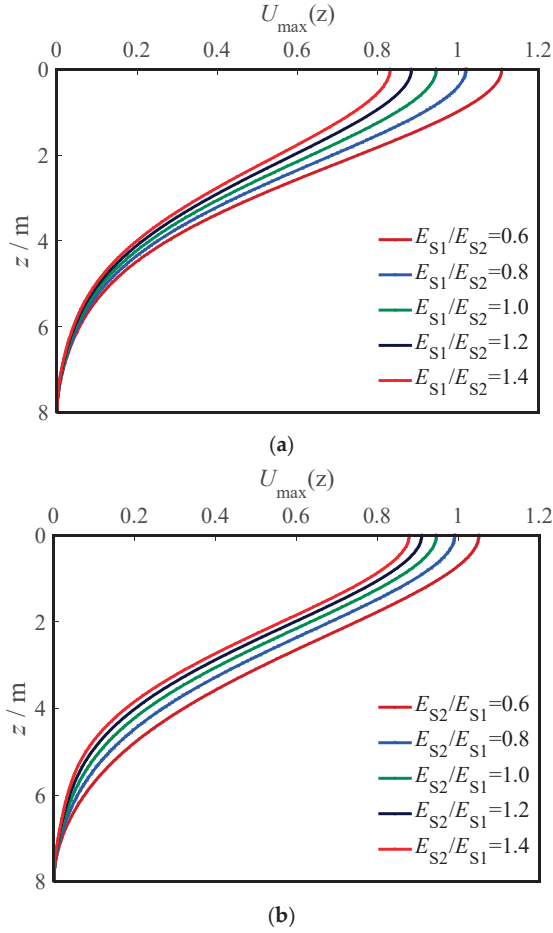 U_max(z)
0 0.2 0.4 0.6 0.8 1 1.2
0
2
4
6
8
z / m
E_S1/E_S2=0.6
E_S1/E_S2=0.8
E_S1/E_S2=1.0
E_S1/E_S2=1.2
E_S1/E_S2=1.4
(a)
U_max(z)
0 0.2 0.4 0.6 0.8 1 1.2
0
2
4
6
8
z / m
E_S2/E_S1=0.6
E_S2/E_S1=0.8
E_S2/E_S1=1.0
E_S2/E_S1=1.2
E_S2/E_S1=1.4
(b)